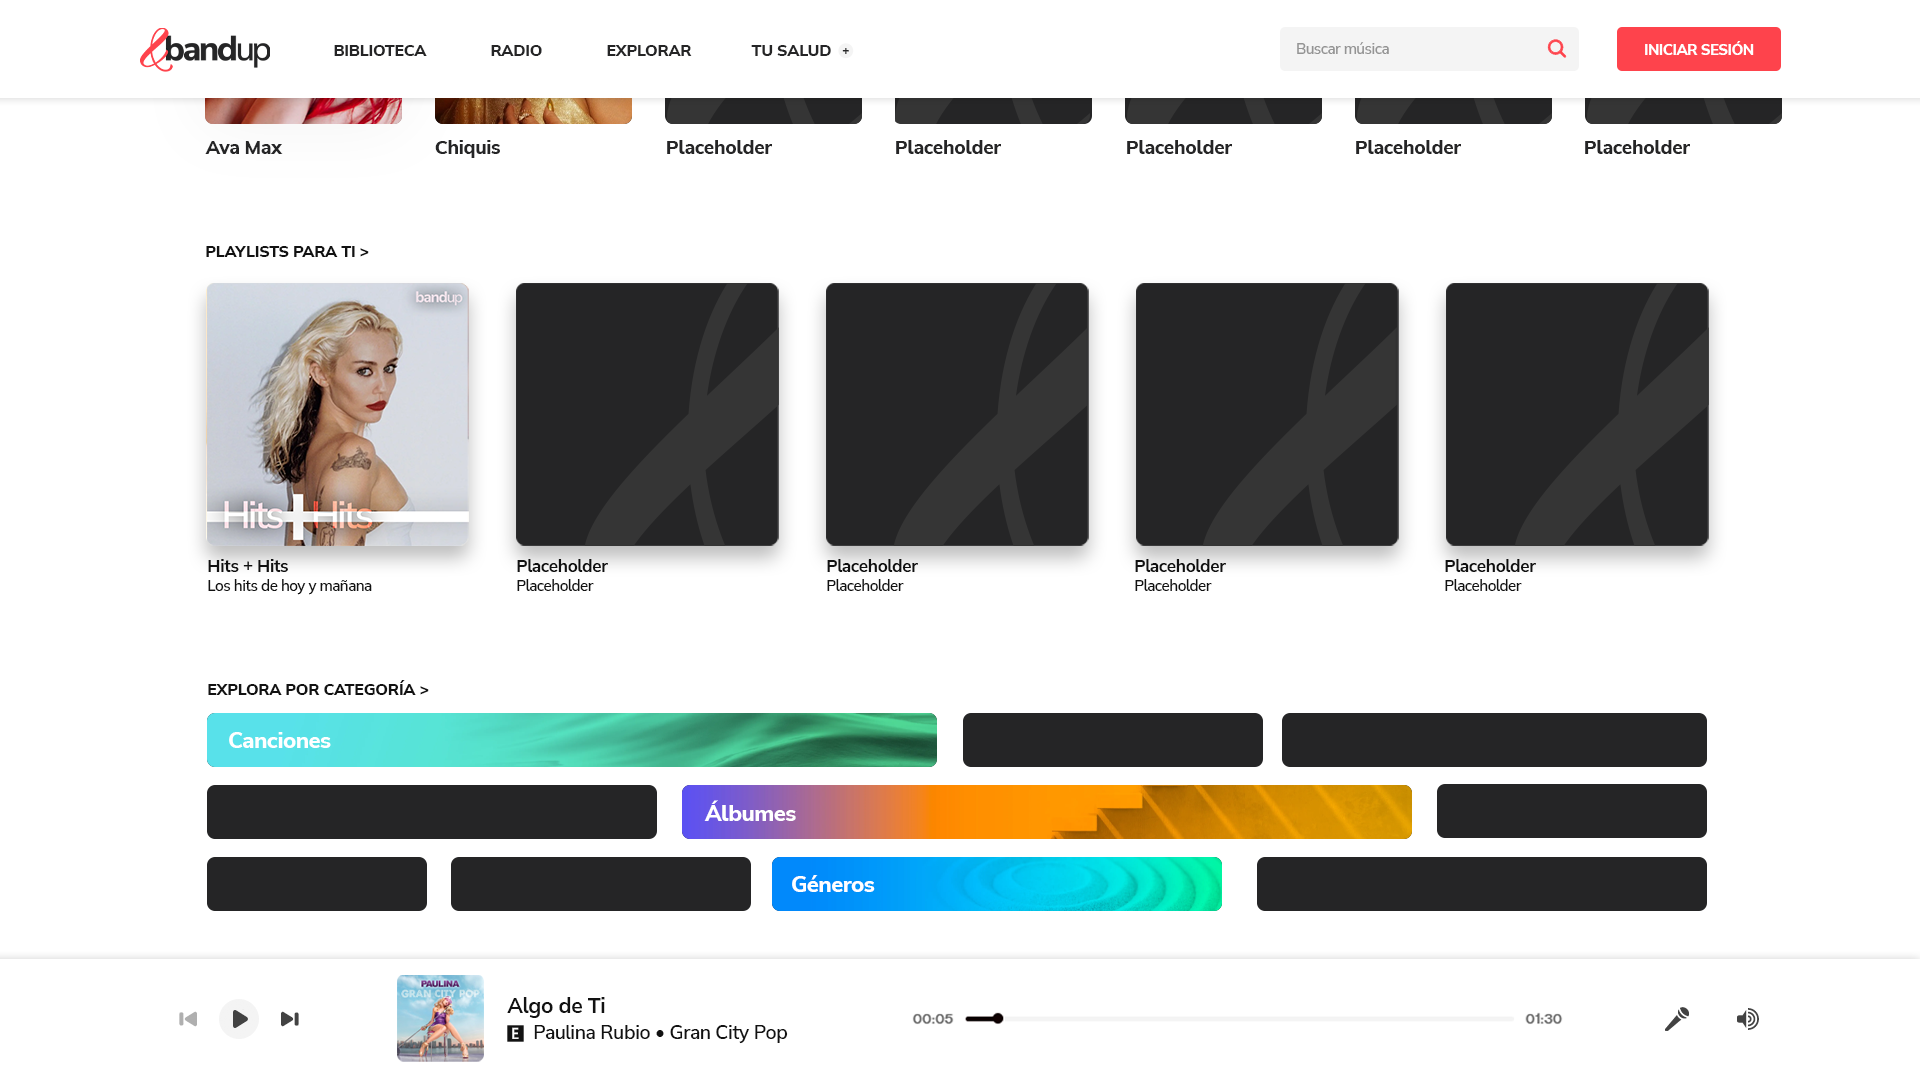 bandup
BIBLIOTECA
RADIO
EXPLORAR
TU SALUD +
Buscar música
INICIAR SESIÓN
Ava Max
Chiquis
Placeholder
Placeholder
Placeholder
Placeholder
Placeholder
PLAYLISTS PARA TI >
bandup
Hits+Hits
Hits + Hits
Los hits de hoy y mañana
Placeholder
Placeholder
Placeholder
Placeholder
Placeholder
Placeholder
Placeholder
Placeholder
EXPLORA POR CATEGORÍA >
Canciones
Álbumes
Géneros
PAULINA
GRAN CITY POP
Algo de Ti
E Paulina Rubio • Gran City Pop
00:05
01:30